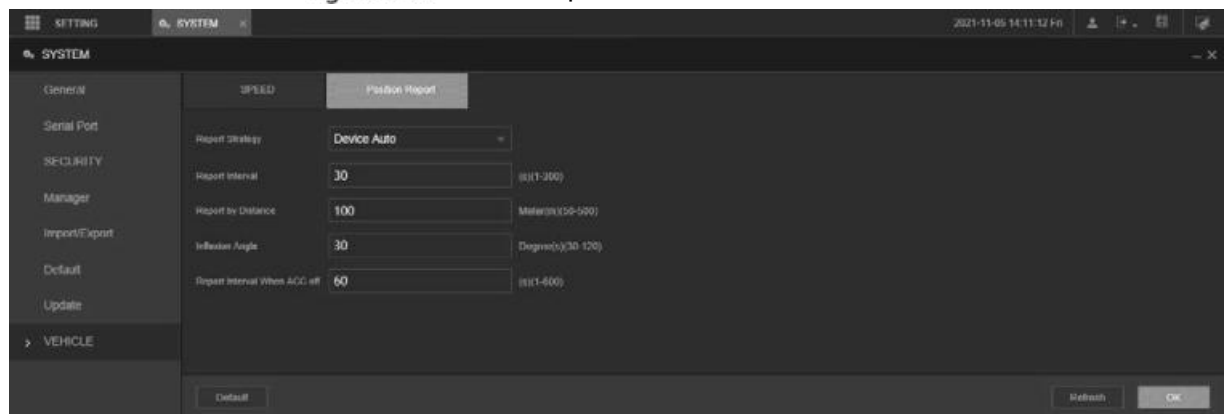 SETTING SYSTEM × 2021-11-05 14:11:12 Fri
SYSTEM
General
Serial Port
SECURITY
Manager
Import/Export
Default
Update
> VEHICLE
SPEED Position Report
Report Strategy Device Auto
Report Interval 30 (s)(1-300)
Report by Distance 100 Meter(m)(50-500)
Inflexion Angle 30 Degree(s)(30-120)
Report Interval When ACC off 60 (s)(1-600)
Default Refresh OK